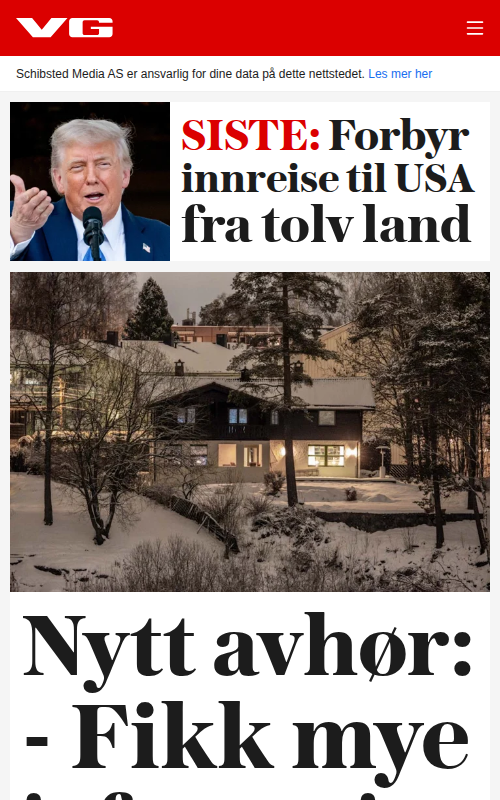 VG
Schibsted Media AS er ansvarlig for dine data på dette nettstedet. Les mer her
SISTE: Forbyr
innreise til USA
fra tolv land
Nytt avhør:
- Fikk mye